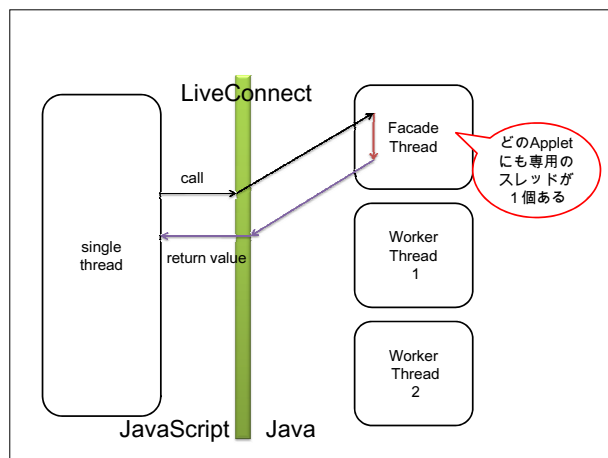 LiveConnect
Facade
Thread
どのApplet
にも専用の
スレッドが
1個ある
call
single
thread
return value
Worker
Thread
1
Worker
Thread
2
JavaScript
Java